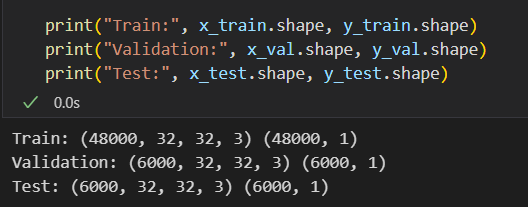 print("Train:", x_train.shape, y_train.shape)
print("Validation:", x_val.shape, y_val.shape)
print("Test:", x_test.shape, y_test.shape)
✓ 0.0s
Train: (48000, 32, 32, 3) (48000, 1)
Validation: (6000, 32, 32, 3) (6000, 1)
Test: (6000, 32, 32, 3) (6000, 1)